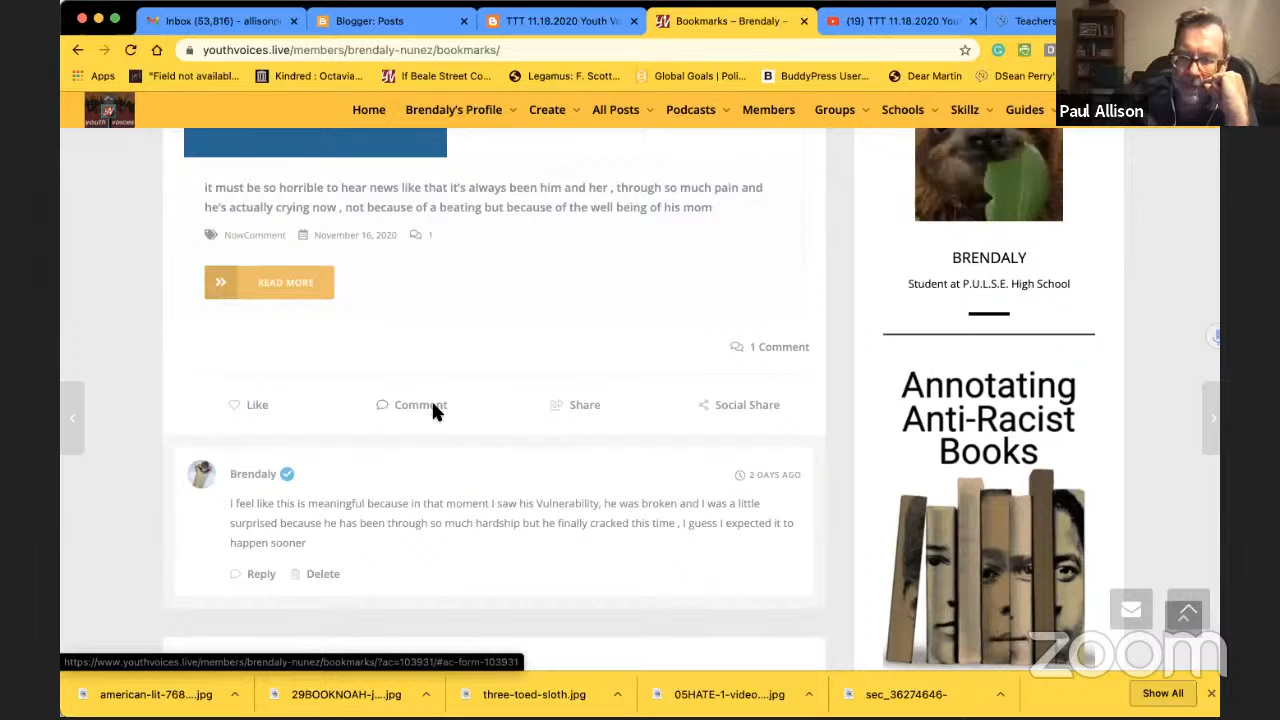 Inbox (53,816) - allisonp
Blogger: Posts
TTT 11.18.2020 Youth Vo
Bookmarks – Brendaly –
(19) TTT 11.18.2020 You
Teachers
youthvoices.live/members/brendaly-nunez/bookmarks/
Apps
"Field not availabl...
Kindred : Octavia...
If Beale Street Co...
Legamus: F. Scott...
Global Goals | Poli...
BuddyPress User...
Dear Martin
DSean Perry'
Paul Allison
youth voices
Home
Brendaly's Profile
Create
All Posts
Podcasts
Members
Groups
Schools
Skillz
Guides
it must be so horrible to hear news like that it's always been him and her , through so much pain and
he's actually crying now , not because of a beating but because of the well being of his mom
NowComment
November 16, 2020
1
READ MORE
1 Comment
Like
Comment
Share
Social Share
Brendaly
2 DAYS AGO
I feel like this is meaningful because in that moment I saw his Vulnerability, he was broken and I was a little
surprised because he has been through so much hardship but he finally cracked this time , I guess I expected it to
happen sooner
Reply
Delete
BRENDALY
Student at P.U.L.S.E. High School
Annotating
Anti-Racist
Books
zoom
https://www.youthvoices.live/members/brendaly-nunez/bookmarks/?ac=103931/#ac-form-103931
american-lit-768....jpg
29BOOKNOAH-j....jpg
three-toed-sloth.jpg
05HATE-1-video....jpg
sec_36274646-
Show All